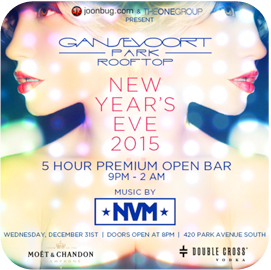 joonbug.com & THEONEGROUP
PRESENT
GANSEVOORT
PARK
ROOFTOP
NEW
YEAR'S
EVE
2015
5 HOUR PREMIUM OPEN BAR
9PM - 2 AM
MUSIC BY
NVM
WEDNESDAY, DECEMBER 31ST | DOORS OPEN AT 8PM | 420 PARK AVENUE SOUTH
MOËT & CHANDON
CHAMPAGNE
DOUBLE CROSS
VODKA